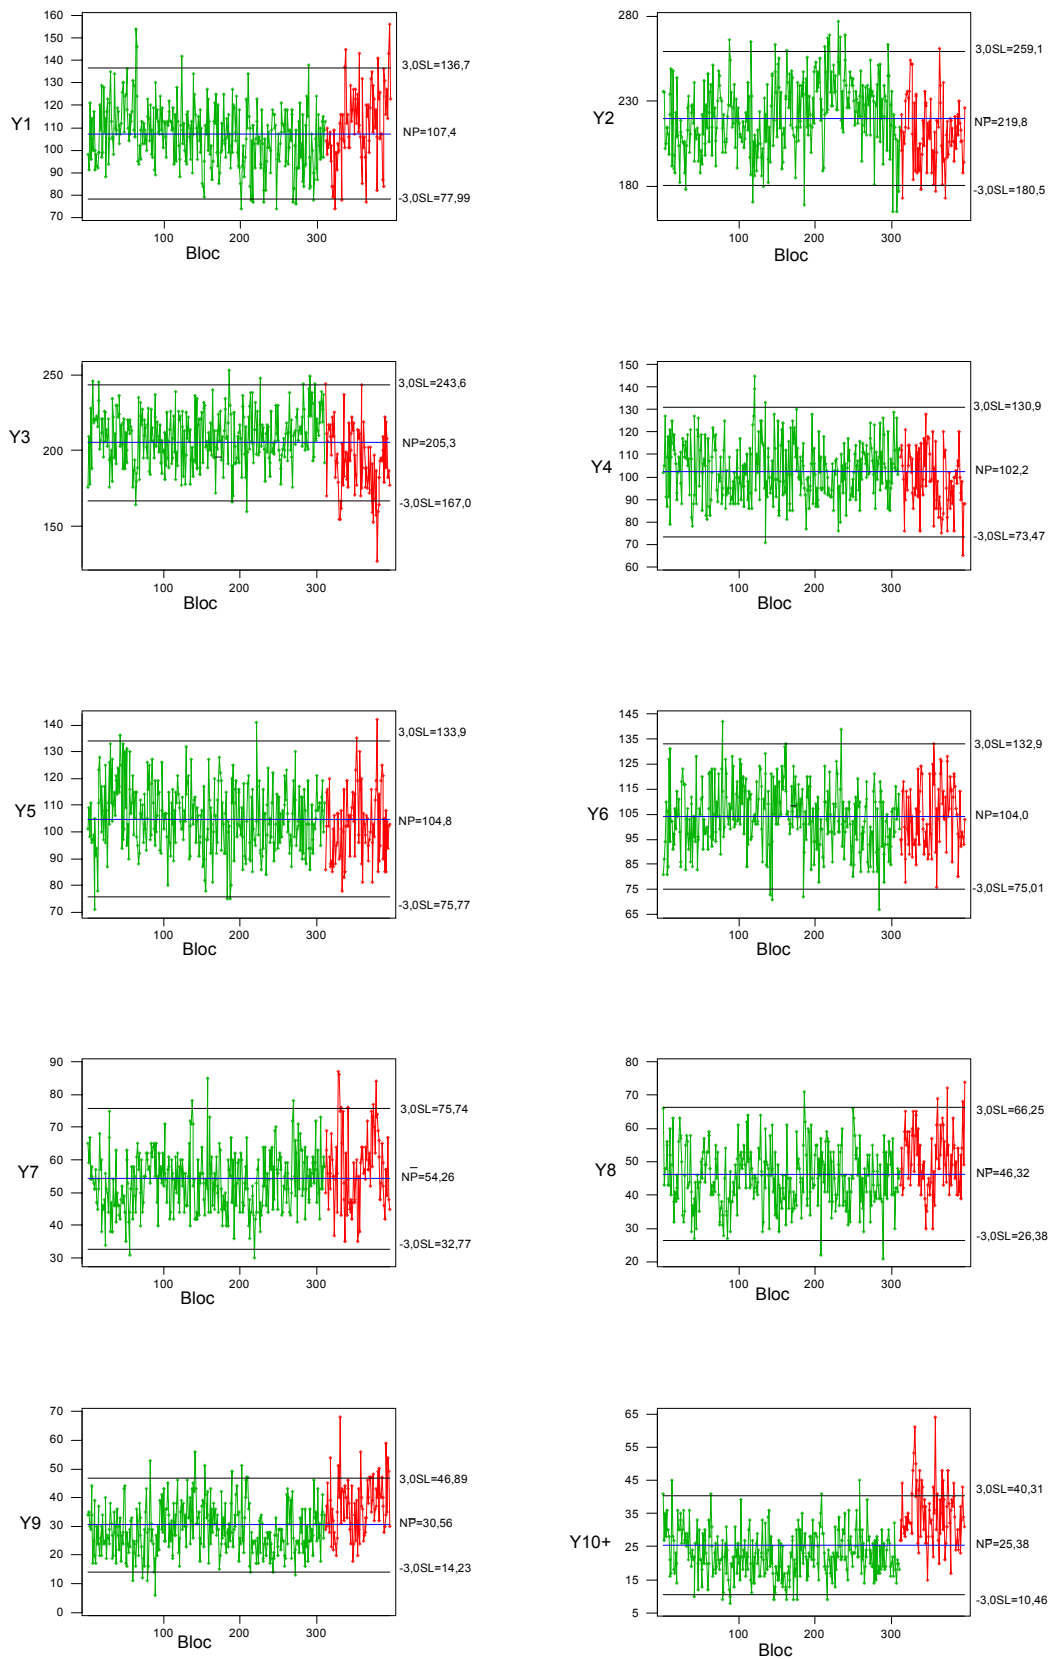 160
150
140
130
120
110
100
90
80
70
Y1
3,0SL=136,7
NP=107,4
-3,0SL=77,99
100 200 300
Bloc
280
230
180
Y2
3,0SL=259,1
NP=219,8
-3,0SL=180,5
100 200 300
Bloc
250
200
150
Y3
3,0SL=243,6
NP=205,3
-3,0SL=167,0
100 200 300
Bloc
150
140
130
120
110
100
90
80
70
60
Y4
3,0SL=130,9
NP=102,2
-3,0SL=73,47
100 200 300
Bloc
140
130
120
110
100
90
80
70
Y5
3,0SL=133,9
NP=104,8
-3,0SL=75,77
100 200 300
Bloc
145
135
125
115
105
95
85
75
65
Y6
3,0SL=132,9
NP=104,0
-3,0SL=75,01
100 200 300
Bloc
90
80
70
60
50
40
30
Y7
3,0SL=75,74
NP̅=54,26
-3,0SL=32,77
100 200 300
Bloc
80
70
60
50
40
30
20
Y8
3,0SL=66,25
NP̅=46,32
-3,0SL=26,38
100 200 300
Bloc
70
60
50
40
30
20
10
0
Y9
3,0SL=46,89
NP̅=30,56
-3,0SL=14,23
100 200 300
Bloc
65
55
45
35
25
15
5
Y10+
3,0SL=40,31
NP̅=25,38
-3,0SL=10,46
100 200 300
Bloc